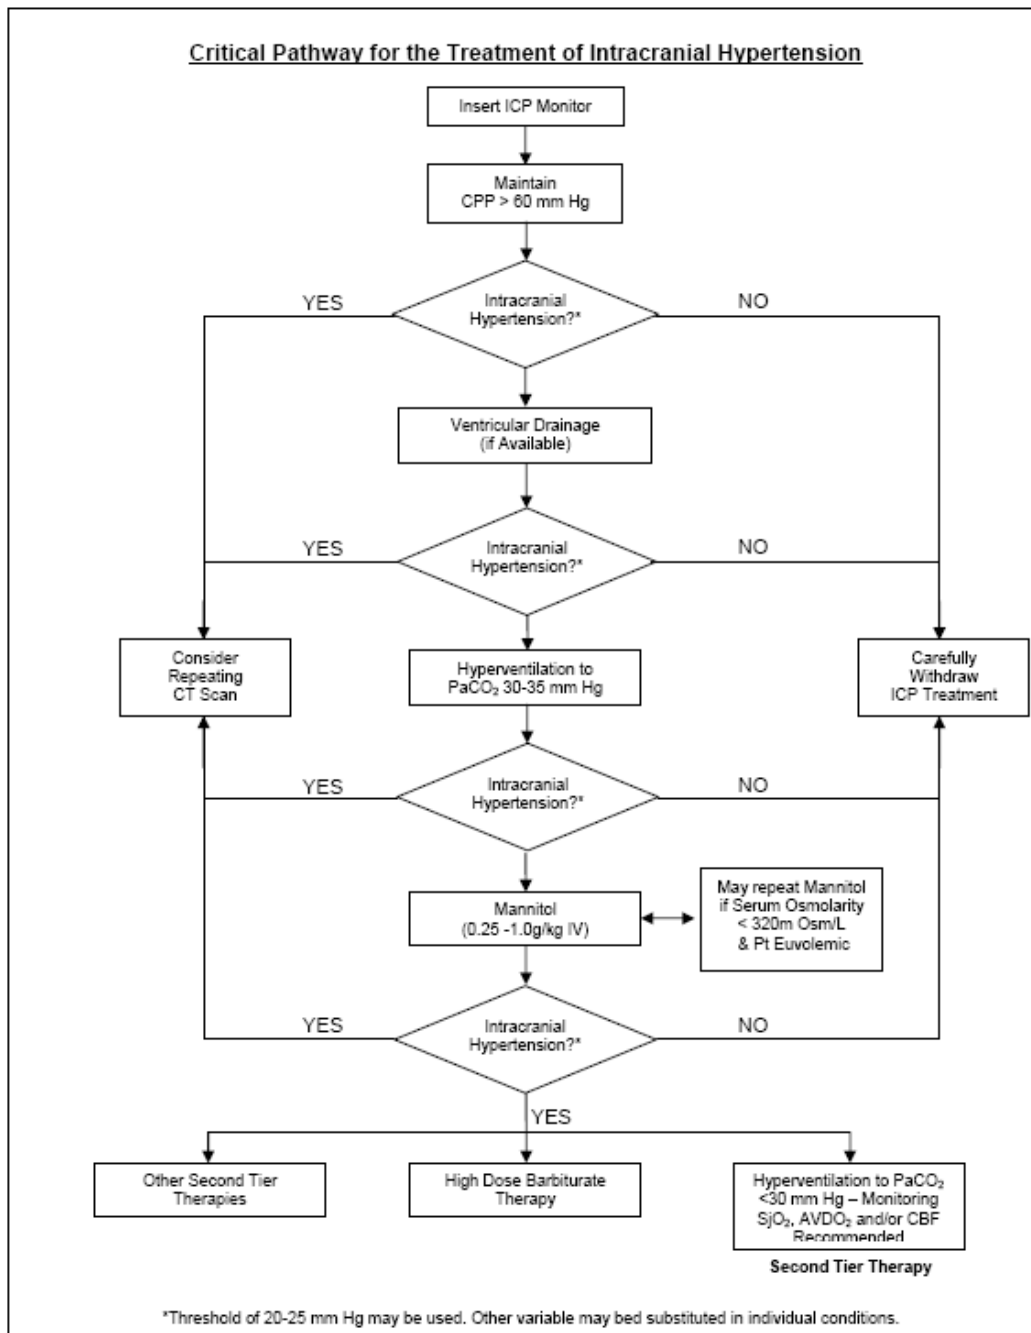 Critical Pathway for the Treatment of Intracranial Hypertension
Insert ICP Monitor
Maintain
CPP > 60 mm Hg
YES
Intracranial
Hypertension?*
NO
Ventricular Drainage
(if Available)
YES
Intracranial
Hypertension?*
NO
Consider
Repeating
CT Scan
Hyperventilation to
PaCO₂ 30-35 mm Hg
Carefully
Withdraw
ICP Treatment
YES
Intracranial
Hypertension?*
NO
Mannitol
(0.25 -1.0g/kg IV)
May repeat Mannitol
if Serum Osmolarity
< 320m Osm/L
& Pt Euvolemic
YES
Intracranial
Hypertension?*
NO
YES
Other Second Tier
Therapies
High Dose Barbiturate
Therapy
Hyperventilation to PaCO₂
<30 mm Hg – Monitoring
SjO₂, AVDO₂ and/or CBF
Recommended
Second Tier Therapy
*Threshold of 20-25 mm Hg may be used. Other variable may bed substituted in individual conditions.